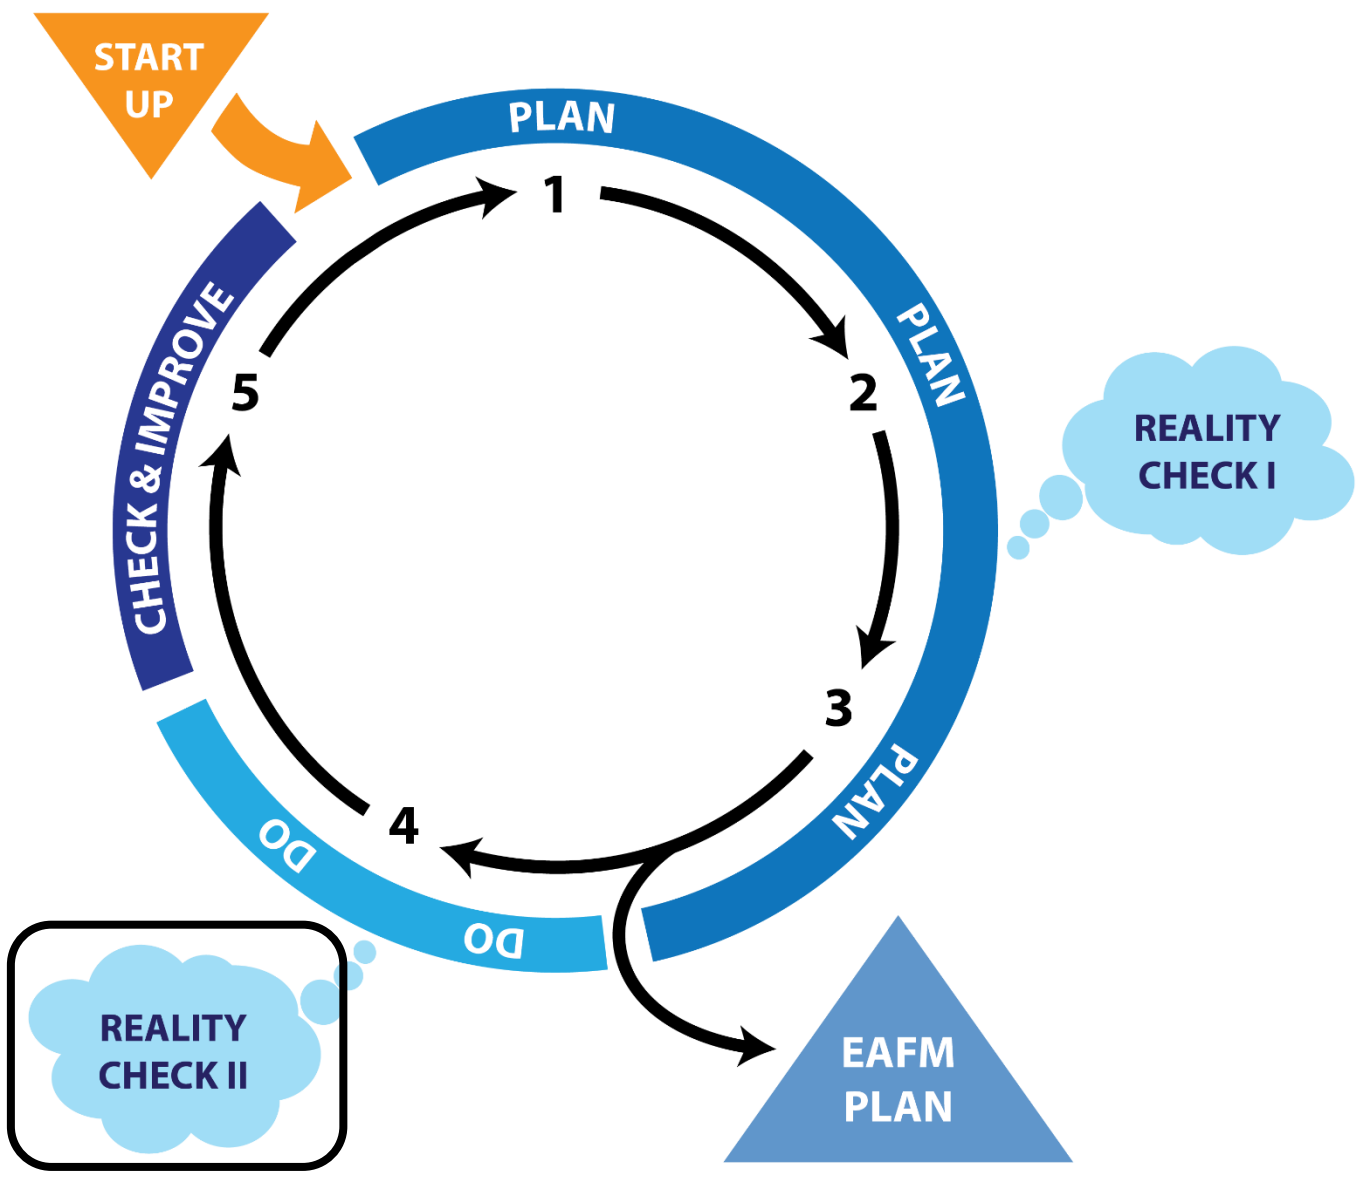 START
UP
PLAN
1
PLAN
2
REALITY
CHECK I
3
PLAN
4
DO
DO
5
CHECK & IMPROVE
REALITY
CHECK II
EAFM
PLAN